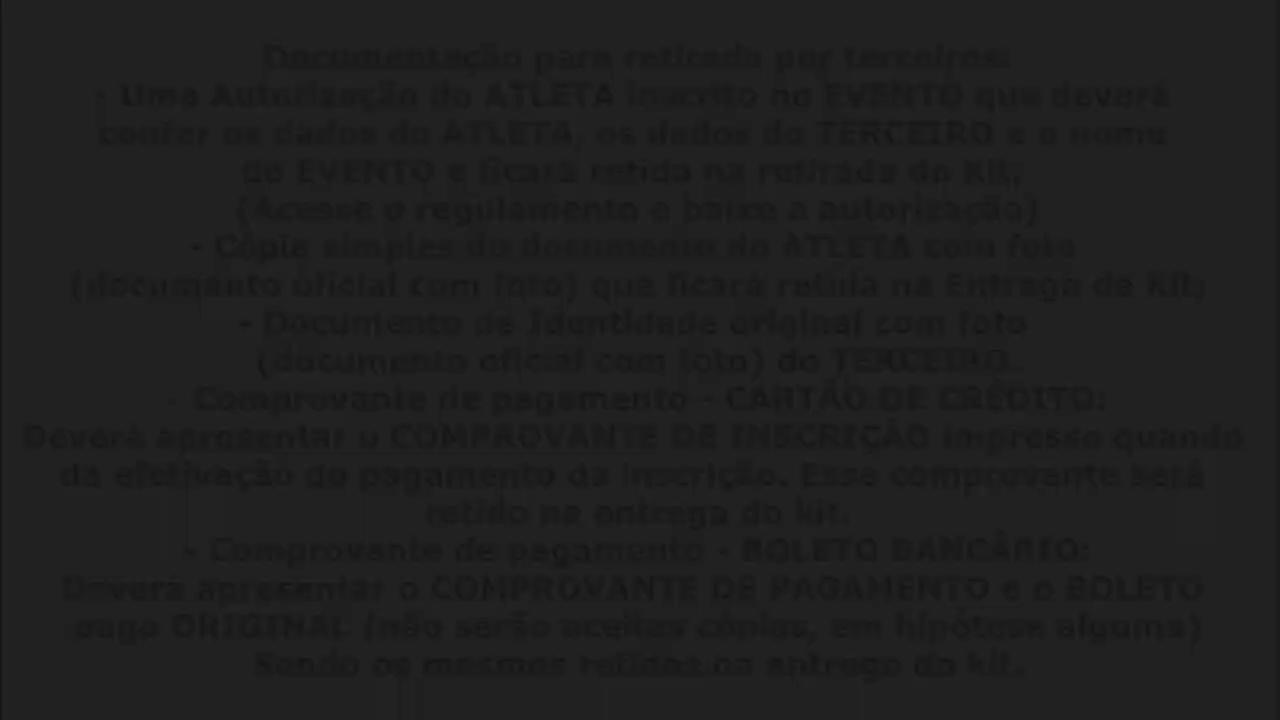 Documentação para retirada por terceiros:
- Uma Autorização do ATLETA inscrito no EVENTO que deverá
conter os dados do ATLETA, os dados do TERCEIRO e o nome
do EVENTO e ficará retida na retirada do Kit;
(Acesse o regulamento e baixe a autorização)
- Cópia simples do documento do ATLETA com foto
(documento oficial com foto) que ficará retida na Entrega de Kit;
- Documento de Identidade original com foto
(documento oficial com foto) do TERCEIRO.
- Comprovante de pagamento - CARTÃO DE CRÉDITO:
Deverá apresentar o COMPROVANTE DE INSCRIÇÃO impresso quando
da efetivação do pagamento da inscrição. Esse comprovante será
retido na entrega do kit.
- Comprovante de pagamento - BOLETO BANCÁRIO:
Deverá apresentar o COMPROVANTE DE PAGAMENTO e o BOLETO
pago ORIGINAL (não serão aceitas cópias, em hipótese alguma)
Sendo os mesmos retidos na entrega do kit.